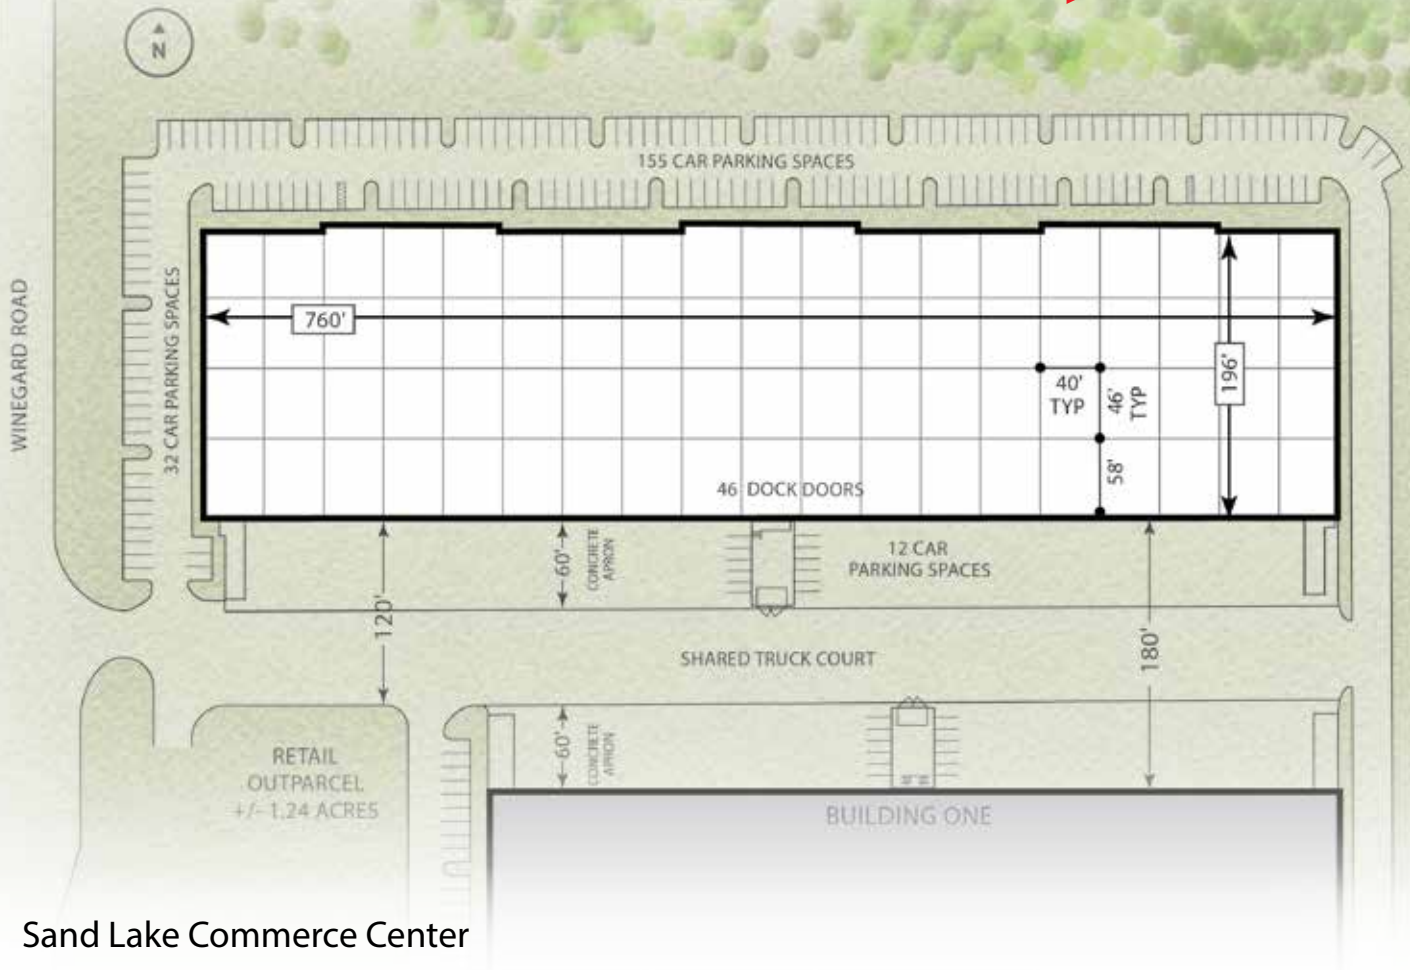 N
155 CAR PARKING SPACES
WINEGARD ROAD
32 CAR PARKING SPACES
760'
196'
40'
TYP
46'
TYP
58'
46 DOCK DOORS
120'
60'
CONCRETE
APRON
12 CAR
PARKING SPACES
180'
SHARED TRUCK COURT
60'
CONCRETE
APRON
RETAIL
OUTPARCEL
+/- 1.24 ACRES
BUILDING ONE
Sand Lake Commerce Center